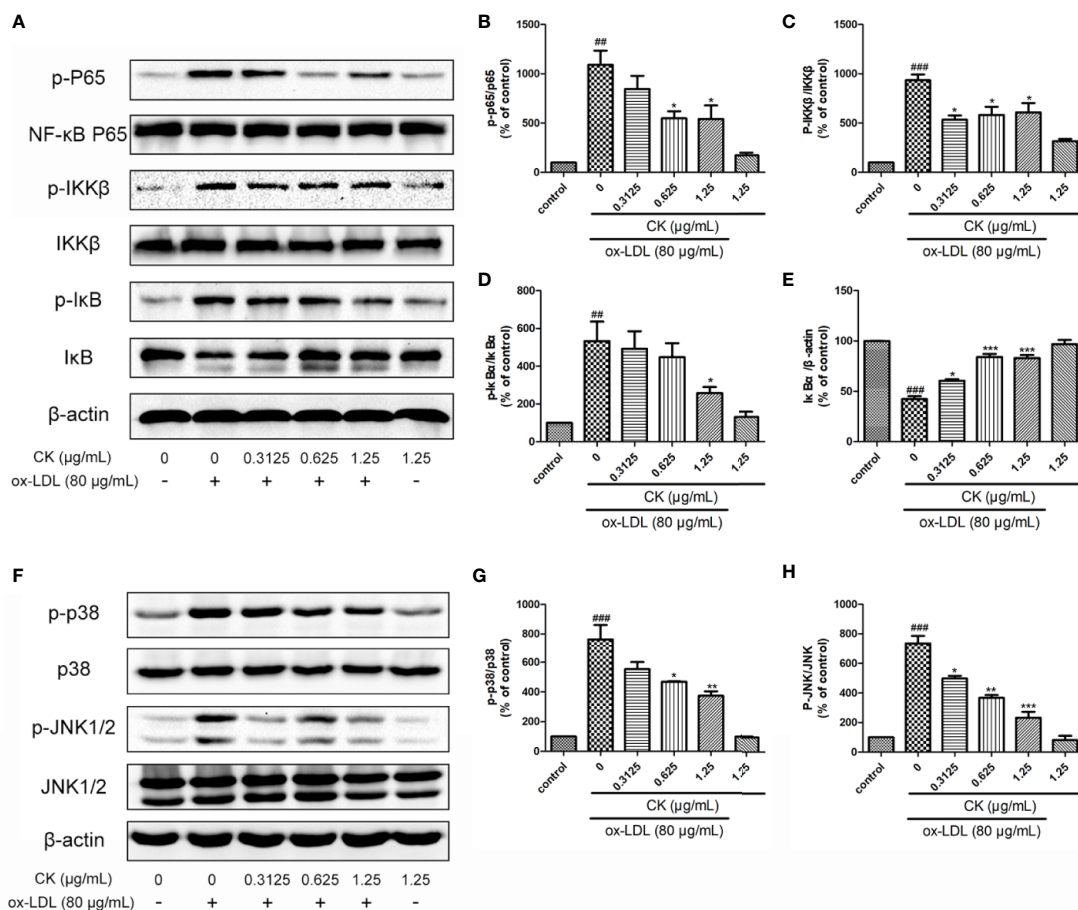 A
p-P65
NF-κB P65
p-IKKβ
IKKβ
p-IκB
IκB
β-actin
CK (μg/mL) 0 0 0.3125 0.625 1.25 1.25
ox-LDL (80 μg/mL) - + + + + -
B
p-p65/p65
(% of control)
1500
1000
500
0
##
* *
control 0 0.3125 0.625 1.25 1.25
CK (μg/mL)
ox-LDL (80 μg/mL)
C
P-IKKβ/IKKβ
(% of control)
1500
1000
500
0
###
* * *
control 0 0.3125 0.625 1.25 1.25
CK (μg/mL)
ox-LDL (80 μg/mL)
D
p-IκBα/IκBα
(% of control)
800
600
400
200
0
##
*
control 0 0.3125 0.625 1.25 1.25
CK (μg/mL)
ox-LDL (80 μg/mL)
E
IκBα/β-actin
(% of control)
150
100
50
0
###
* *** ***
control 0 0.3125 0.625 1.25 1.25
CK (μg/mL)
ox-LDL (80 μg/mL)
F
p-p38
p38
p-JNK1/2
JNK1/2
β-actin
CK (μg/mL) 0 0 0.3125 0.625 1.25 1.25
ox-LDL (80 μg/mL) - + + + + -
G
p-p38/p38
(% of control)
1000
800
600
400
200
0
###
* **
control 0 0.3125 0.625 1.25 1.25
CK (μg/mL)
ox-LDL (80 μg/mL)
H
P-JNK/JNK
(% of control)
1000
800
600
400
200
0
###
* ** ***
control 0 0.3125 0.625 1.25 1.25
CK (μg/mL)
ox-LDL (80 μg/mL)